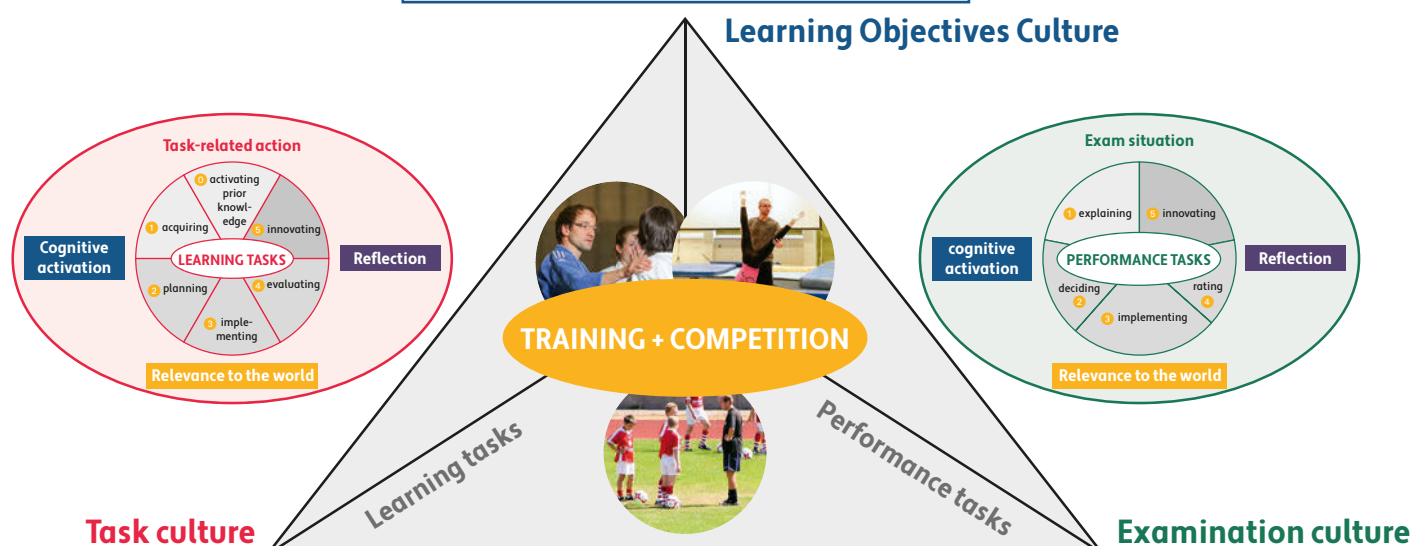 Learning Objectives Culture
Task-related action
0 activating
prior
knowl-
edge
1 acquiring
5 innovating
Cognitive
activation
LEARNING TASKS
Reflection
2 planning
4 evaluating
3 imple-
menting
Relevance to the world
Exam situation
1 explaining
5 innovating
cognitive
activation
PERFORMANCE TASKS
Reflection
deciding
2
rating
4
3 implementing
Relevance to the world
TRAINING + COMPETITION
Learning tasks
Performance tasks
Task culture
Examination culture